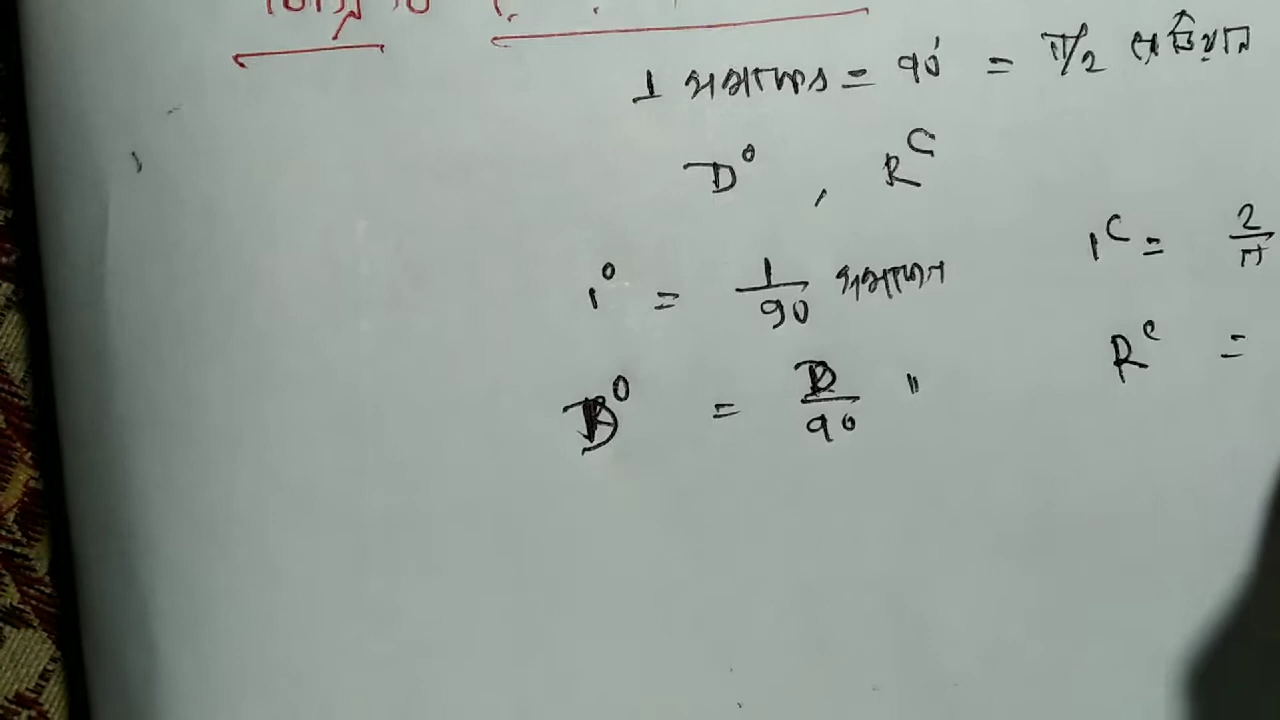 1 সমকোণ = 90° = π/2 রেডিয়ান
D° , R^c
1° = 1/90 সমকোণ 1^c = 2/π
D° = D/90 " R^c =